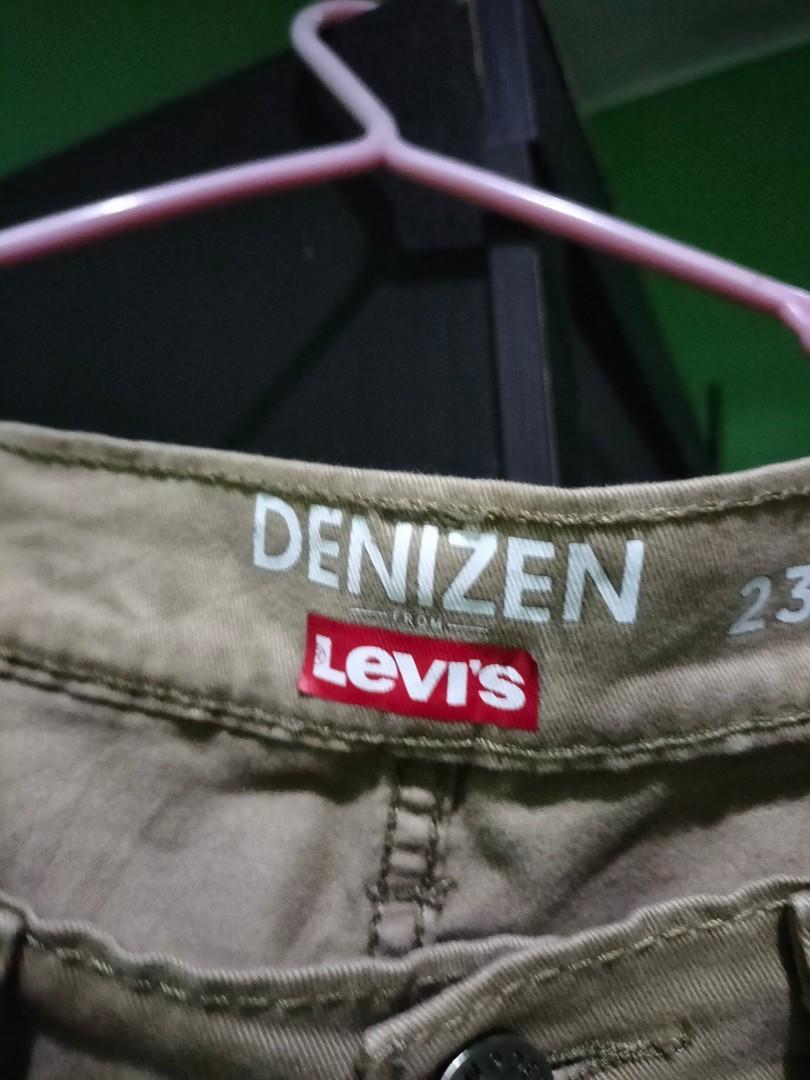 DENIZEN
FROM
Levi's
23